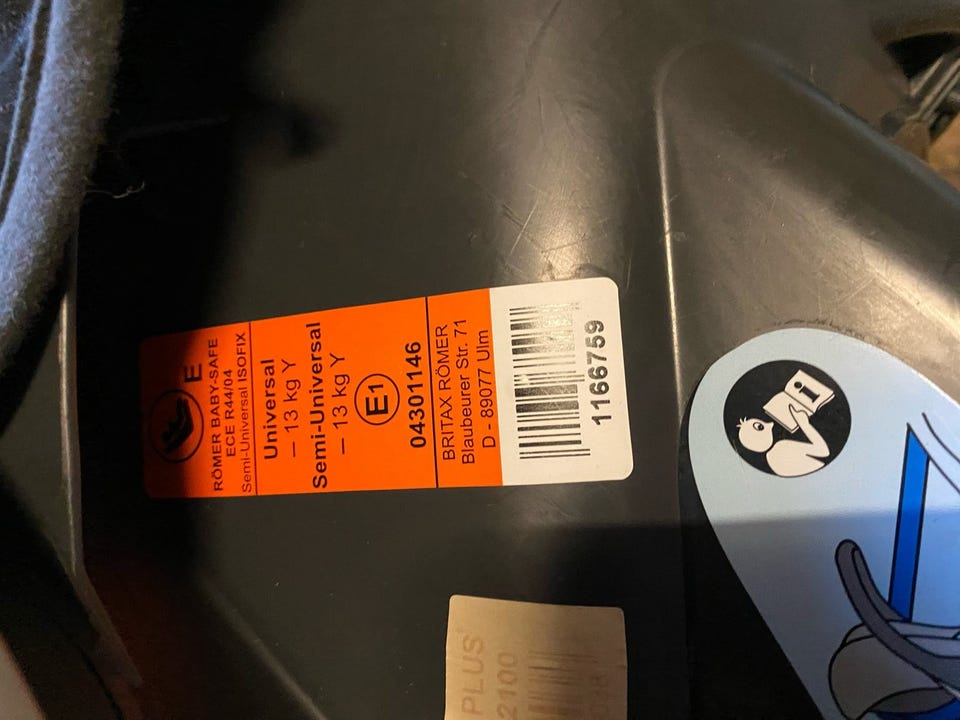 E
RÖMER BABY-SAFE
ECE R44/04
Semi-Universal ISOFIX
Universal
– 13 kg Y
Semi-Universal
– 13 kg Y
E1
04301146
BRITAX RÖMER
Blaubeurer Str. 71
D - 89077 Ulm
1166759
i
PLUS
2100